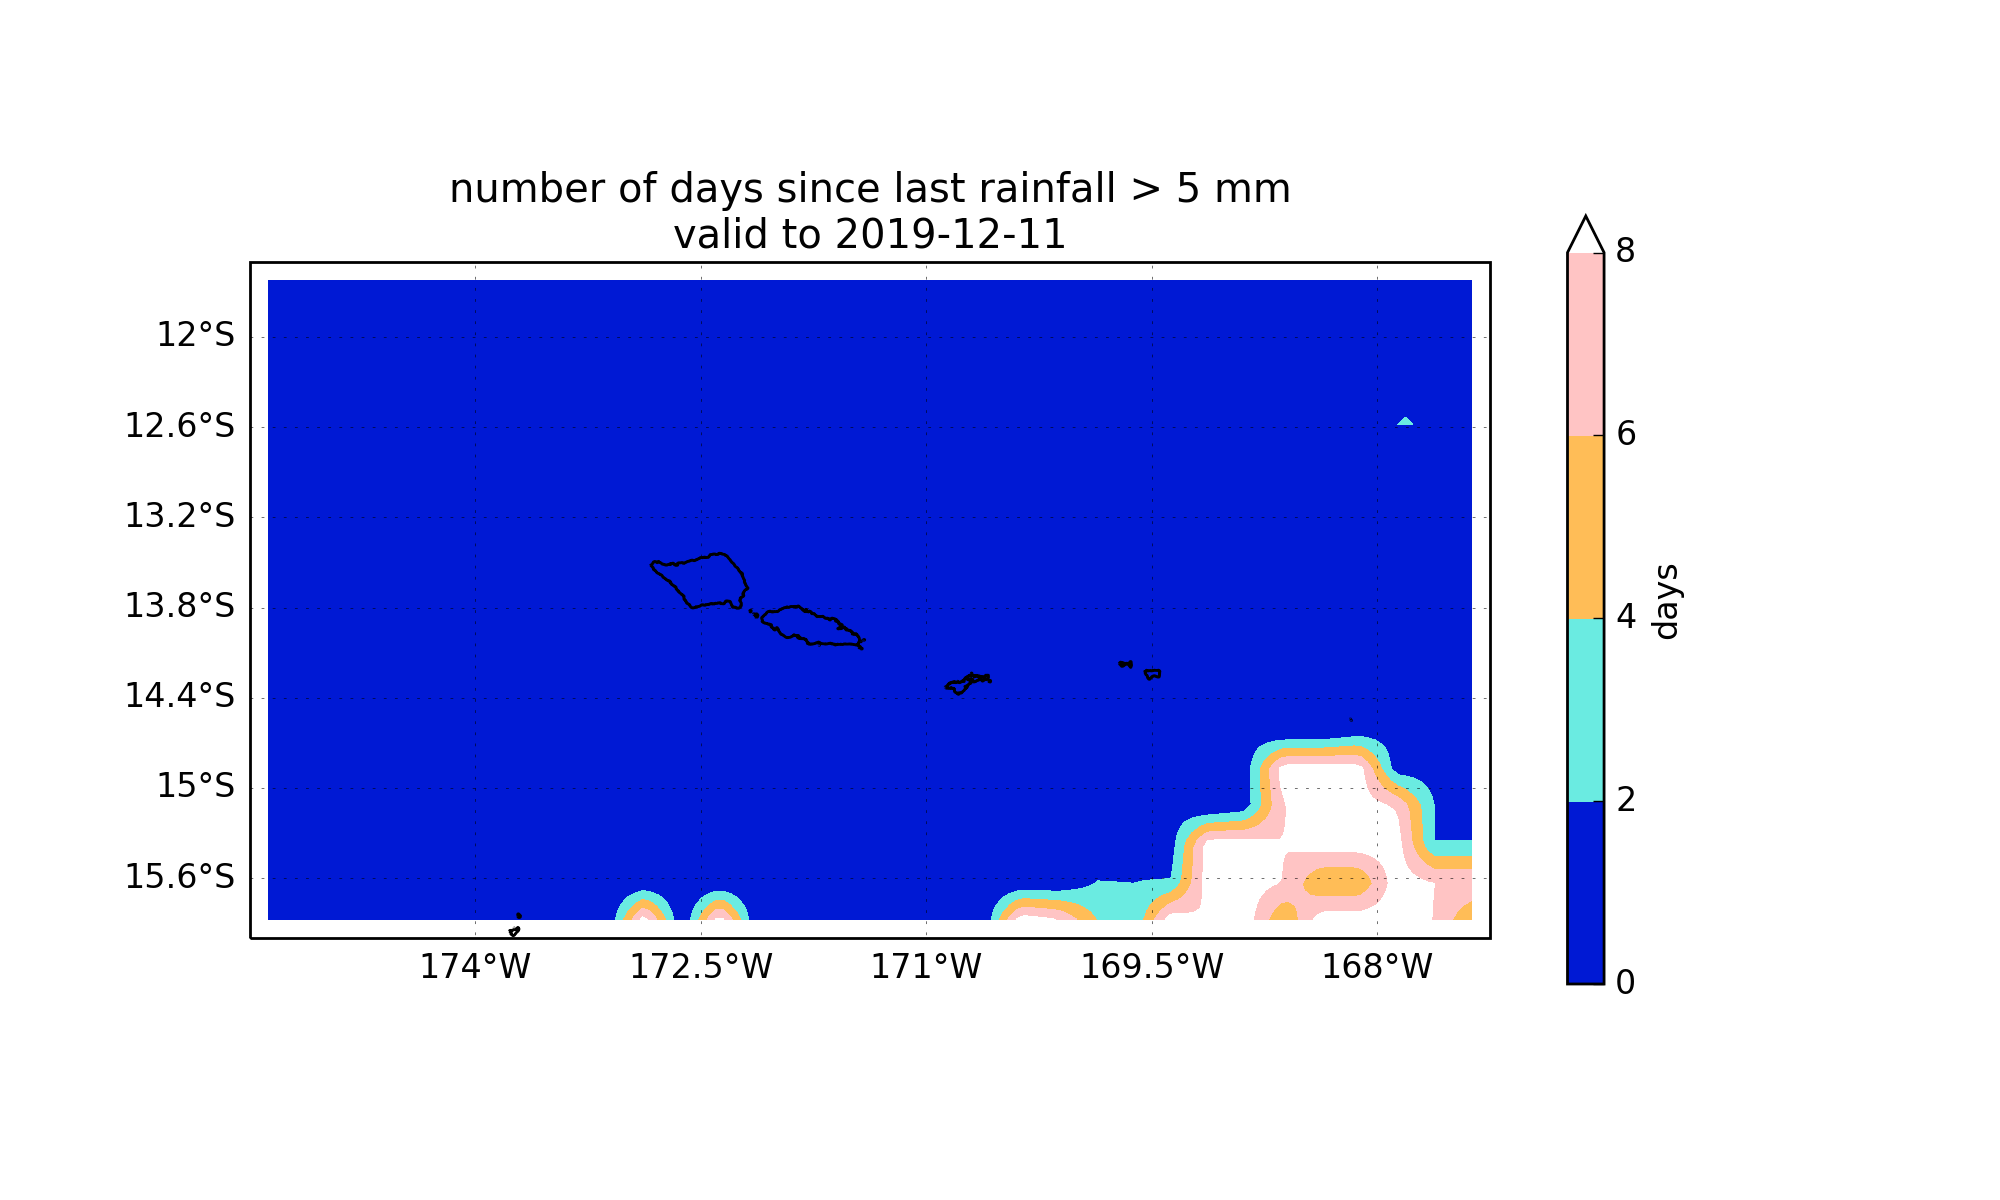 number of days since last rainfall > 5 mm
valid to 2019-12-11
12°S
12.6°S
13.2°S
13.8°S
14.4°S
15°S
15.6°S
174°W
172.5°W
171°W
169.5°W
168°W
8
6
4
2
0
days